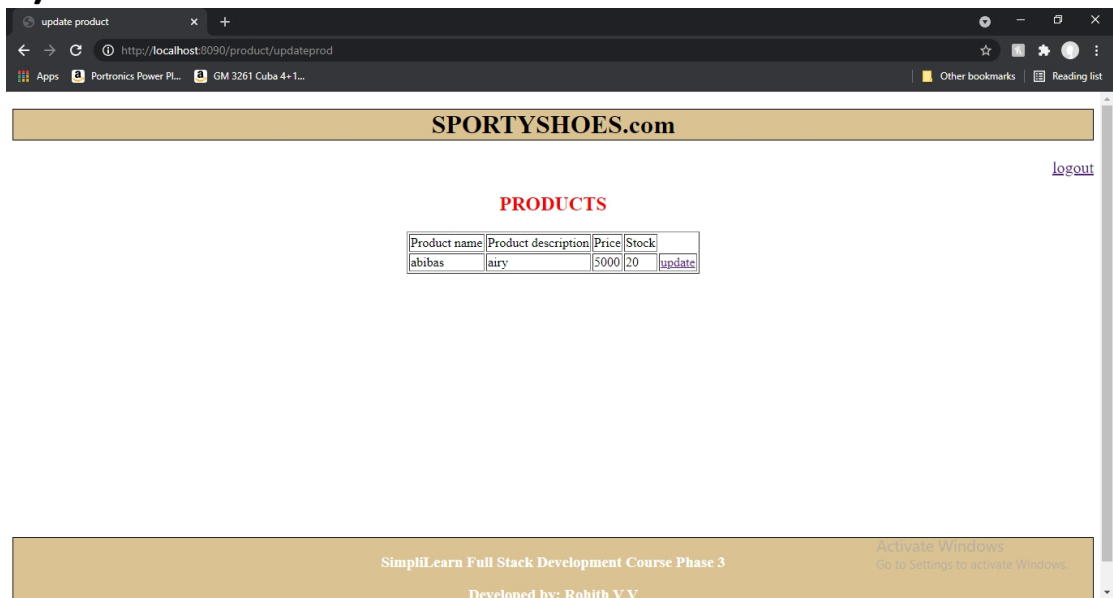 update product
http://localhost:8090/product/updateprod
Apps Portronics Power Pl... GM 3261 Cuba 4+1... Other bookmarks Reading list
SPORTYSHOES.com
logout
PRODUCTS
Product name Product description Price Stock
abibas airy 5000 20 update
Activate Windows
SimpliLearn Full Stack Development Course Phase 3
Go to Settings to activate Windows.
Developed by: Rohith V V